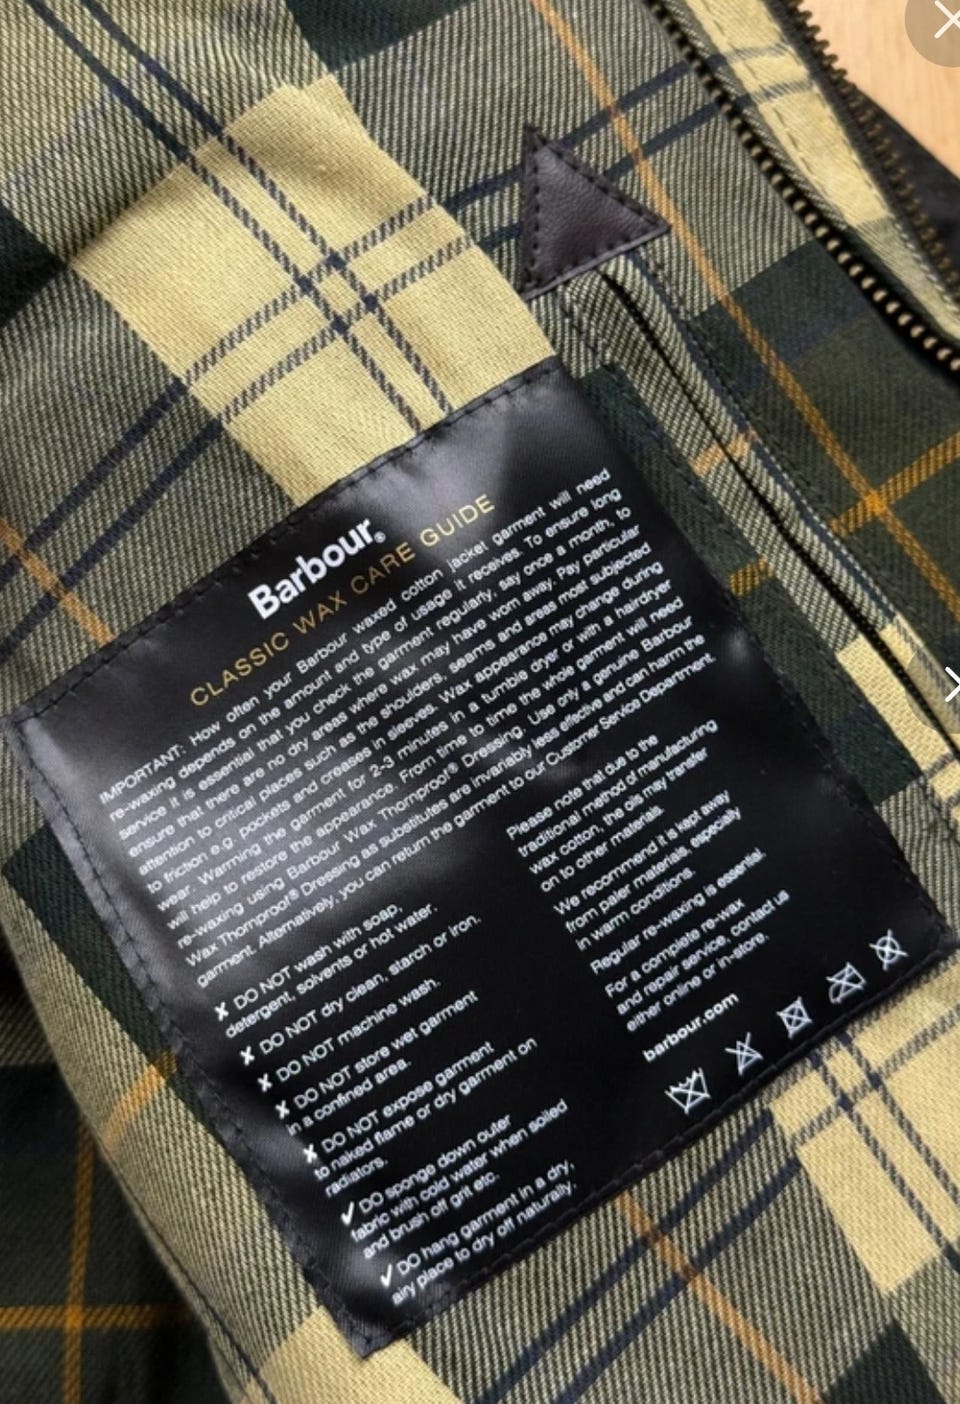 Barbour®
CLASSIC WAX CARE GUIDE
IMPORTANT: How often your Barbour waxed cotton jacket garment will need
re-waxing depends on the amount and type of usage it receives. To ensure long
service it is essential that you check the garment regularly, say once a month, to
ensure that there are no dry areas where wax may have worn away. Pay particular
attention to critical places such as the shoulders, seams and areas most subjected
to friction e.g. pockets and creases in sleeves. Wax appearance may change during
wear. Warming the garment for 2-3 minutes in a tumble dryer or with a hairdryer
will help to restore the appearance. From time to time the whole garment will need
re-waxing using Barbour Wax Thornproof® Dressing. Use only a genuine Barbour
Wax Thornproof® Dressing as substitutes are invariably less effective and can harm the
garment. Alternatively, you can return the garment to our Customer Service Department.
✗ DO NOT wash with soap,
detergent, solvents or hot water.
✗ DO NOT dry clean, starch or iron.
✗ DO NOT machine wash.
✗ DO NOT store wet garment
in a confined area.
✗ DO NOT expose garment
to naked flame or dry garment on
radiators.
✓ DO sponge down outer
fabric with cold water when soiled
and brush off grit etc.
✓ DO hang garment in a dry,
airy place to dry off naturally.
Please note that due to the
traditional method of manufacturing
wax cotton, the oils may transfer
on to other materials.
We recommend it is kept away
from paler materials, especially
in warm conditions.
Regular re-waxing is essential.
For a complete re-wax
and repair service, contact us
either online or in-store.
barbour.com